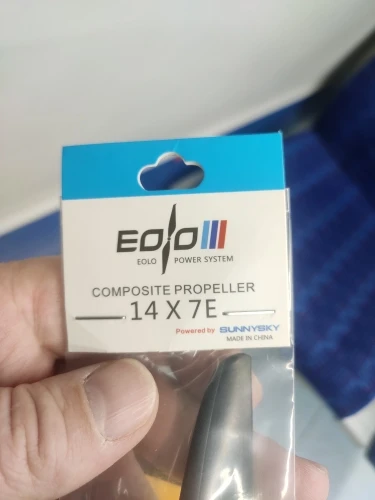 EOLO
EOLO POWER SYSTEM
COMPOSITE PROPELLER
14 X 7E
Powered by SUNNYSKY
MADE IN CHINA